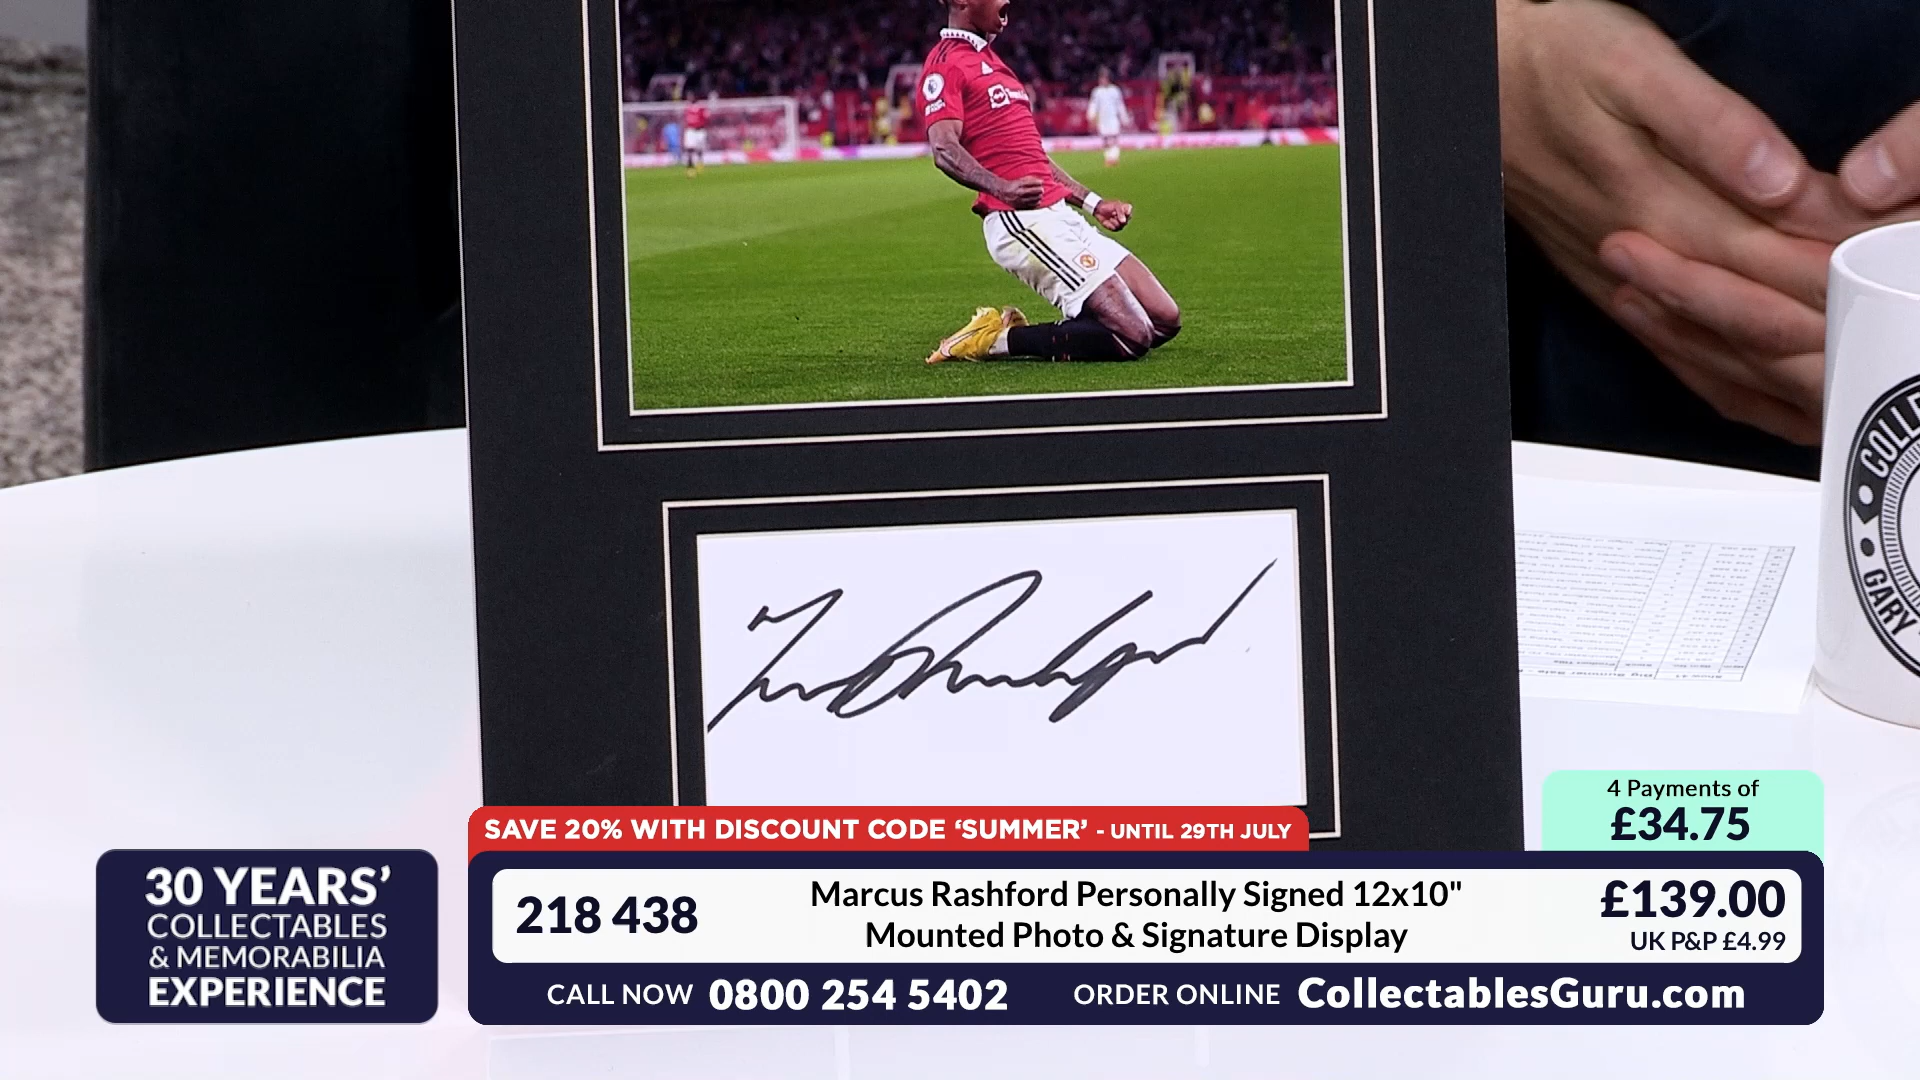 COLLE
GARY
SAVE 20% WITH DISCOUNT CODE ‘SUMMER’ - UNTIL 29TH JULY
4 Payments of
£34.75
30 YEARS’
COLLECTABLES
& MEMORABILIA
EXPERIENCE
218 438
Marcus Rashford Personally Signed 12x10"
Mounted Photo & Signature Display
£139.00
UK P&P £4.99
CALL NOW 0800 254 5402
ORDER ONLINE CollectablesGuru.com